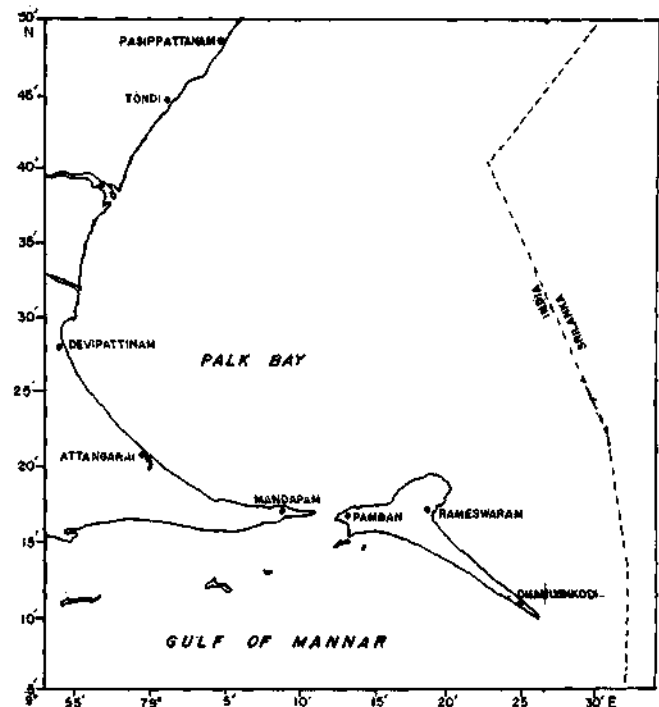 50'
N
PASIPPATTANAM
45'
TONDI
40'
35'
30'
INDIA
SRILANKA
DEVIPATTINAM
PALK BAY
25'
ATTANGARAI
20'
MANDAPAM
PAMBAN
RAMESWARAM
15'
10'
GULF OF MANNAR
5'
9°
55'
79°
5'
10'
15'
20'
25'
30' E